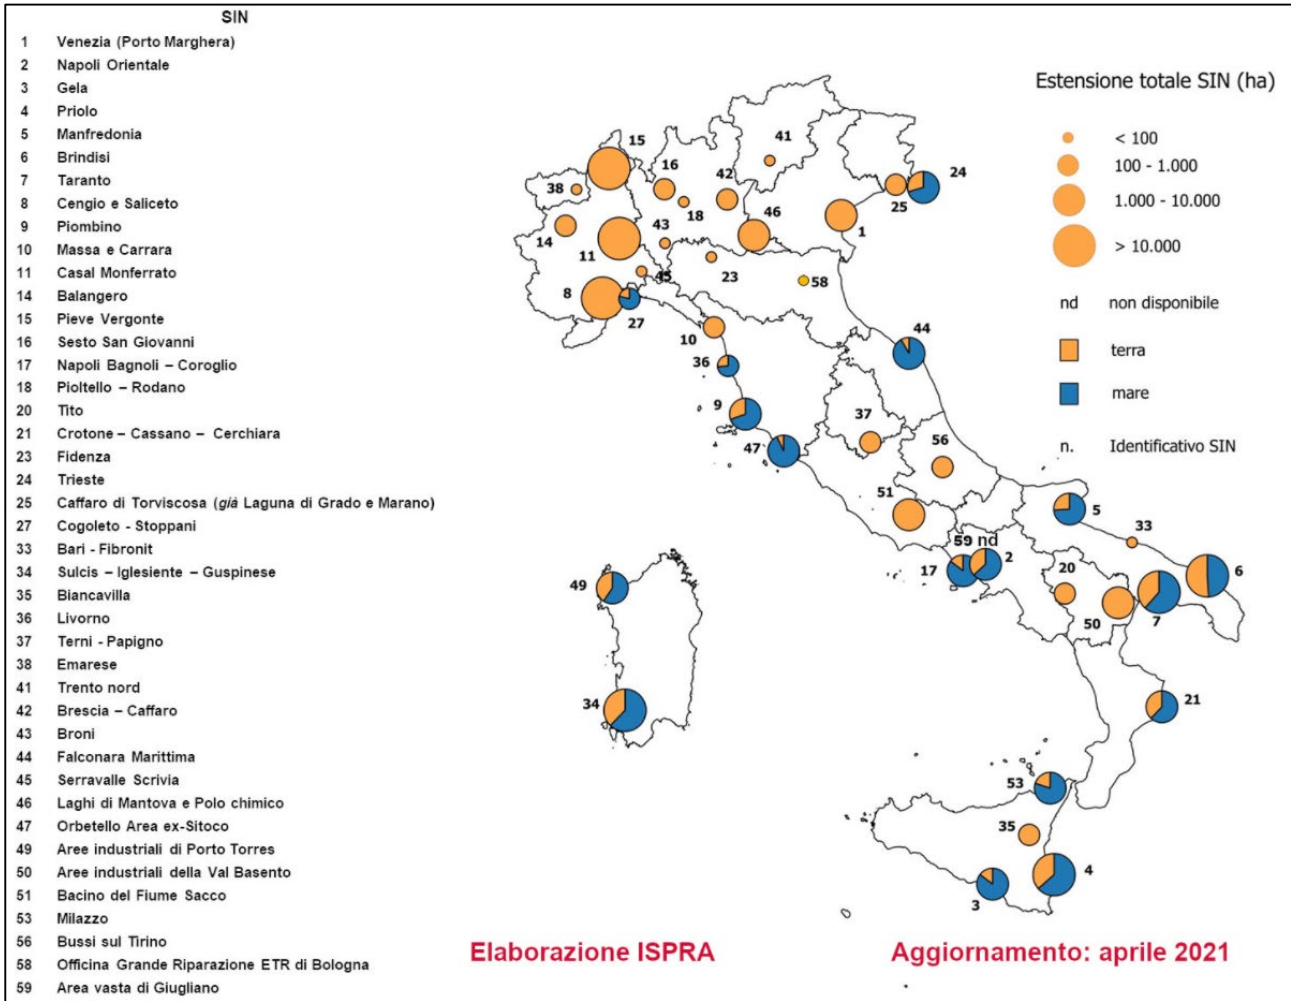 SIN
1 Venezia (Porto Marghera)
2 Napoli Orientale
3 Gela
4 Priolo
5 Manfredonia
6 Brindisi
7 Taranto
8 Cengio e Saliceto
9 Piombino
10 Massa e Carrara
11 Casal Monferrato
14 Balangero
15 Pieve Vergonte
16 Sesto San Giovanni
17 Napoli Bagnoli – Coroglio
18 Pioltello – Rodano
20 Tito
21 Crotone – Cassano – Cerchiara
23 Fidenza
24 Trieste
25 Caffaro di Torviscosa (già Laguna di Grado e Marano)
27 Cogoleto - Stoppani
33 Bari - Fibronit
34 Sulcis – Iglesiente – Guspinese
35 Biancavilla
36 Livorno
37 Terni - Papigno
38 Emarese
41 Trento nord
42 Brescia – Caffaro
43 Broni
44 Falconara Marittima
45 Serravalle Scrivia
46 Laghi di Mantova e Polo chimico
47 Orbetello Area ex-Sitoco
49 Aree industriali di Porto Torres
50 Aree industriali della Val Basento
51 Bacino del Fiume Sacco
53 Milazzo
56 Bussi sul Tirino
58 Officina Grande Riparazione ETR di Bologna
59 Area vasta di Giugliano
Estensione totale SIN (ha)
< 100
100 - 1.000
1.000 - 10.000
> 10.000
nd non disponibile
terra
mare
n. Identificativo SIN
15
41
16
42
24
38
18
25
46
43
1
14
11
45
23
58
8
27
10
44
36
9
37
47
56
51
5
33
59 nd
17
2
20
6
49
50
7
34
21
53
35
4
3
Elaborazione ISPRA
Aggiornamento: aprile 2021